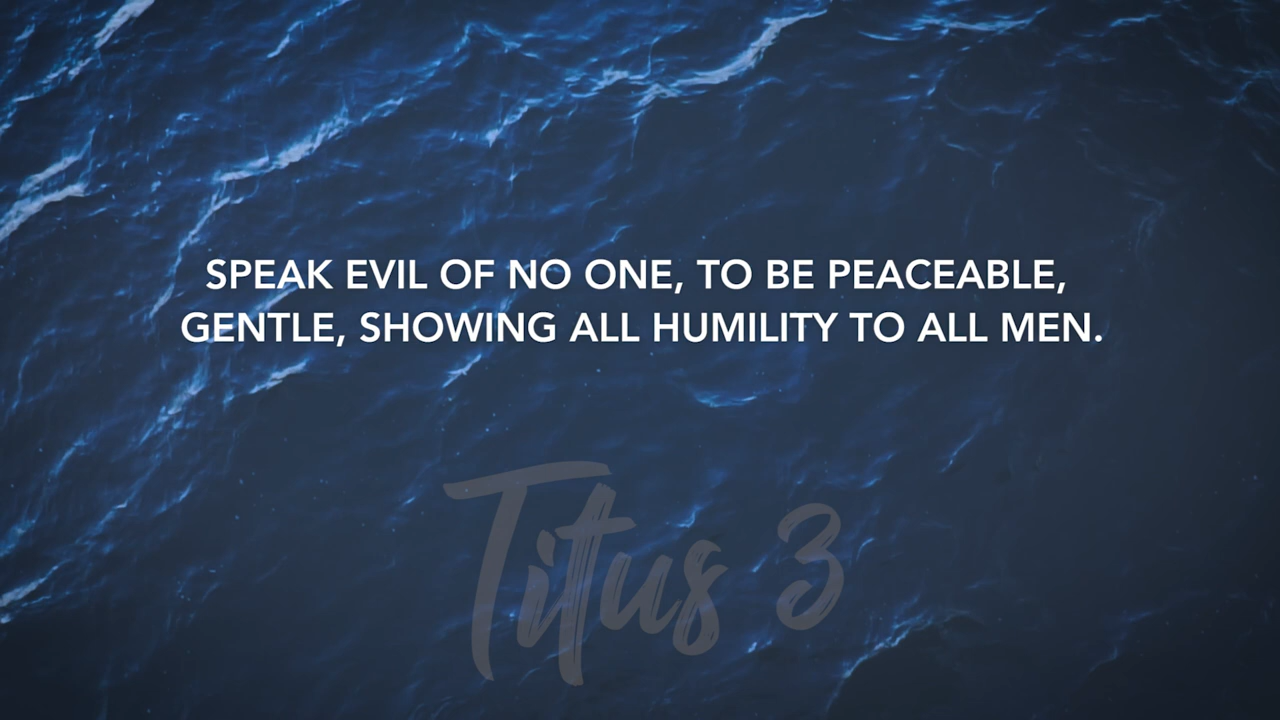 SPEAK EVIL OF NO ONE, TO BE PEACEABLE,
GENTLE, SHOWING ALL HUMILITY TO ALL MEN.
Titus 3